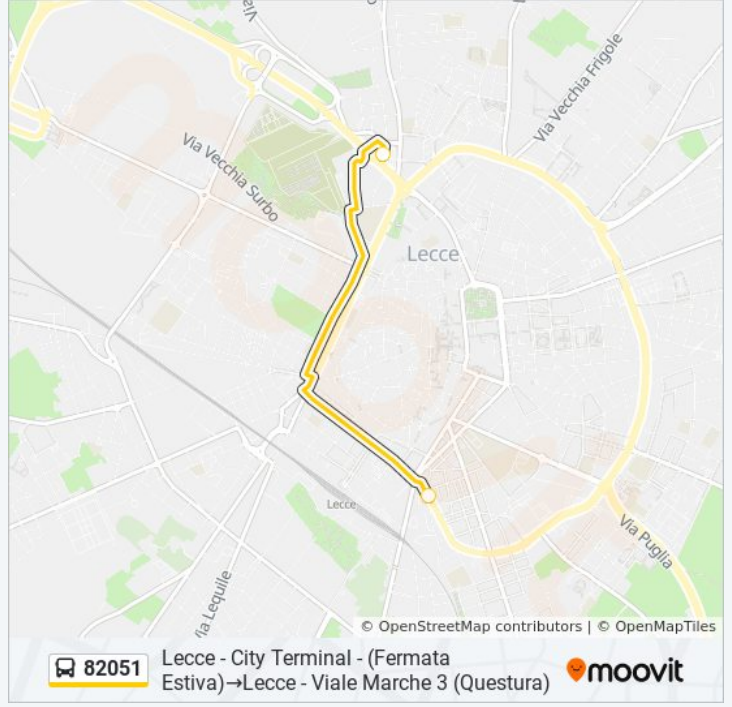 Via
Via Vecchia Frigole
Via Vecchia Surbo
Lecce
Lecce
Via Puglia
Via Lequile
© OpenStreetMap contributors | © OpenMapTiles
82051
Lecce - City Terminal - (Fermata
Estiva)→Lecce - Viale Marche 3 (Questura)
moovit